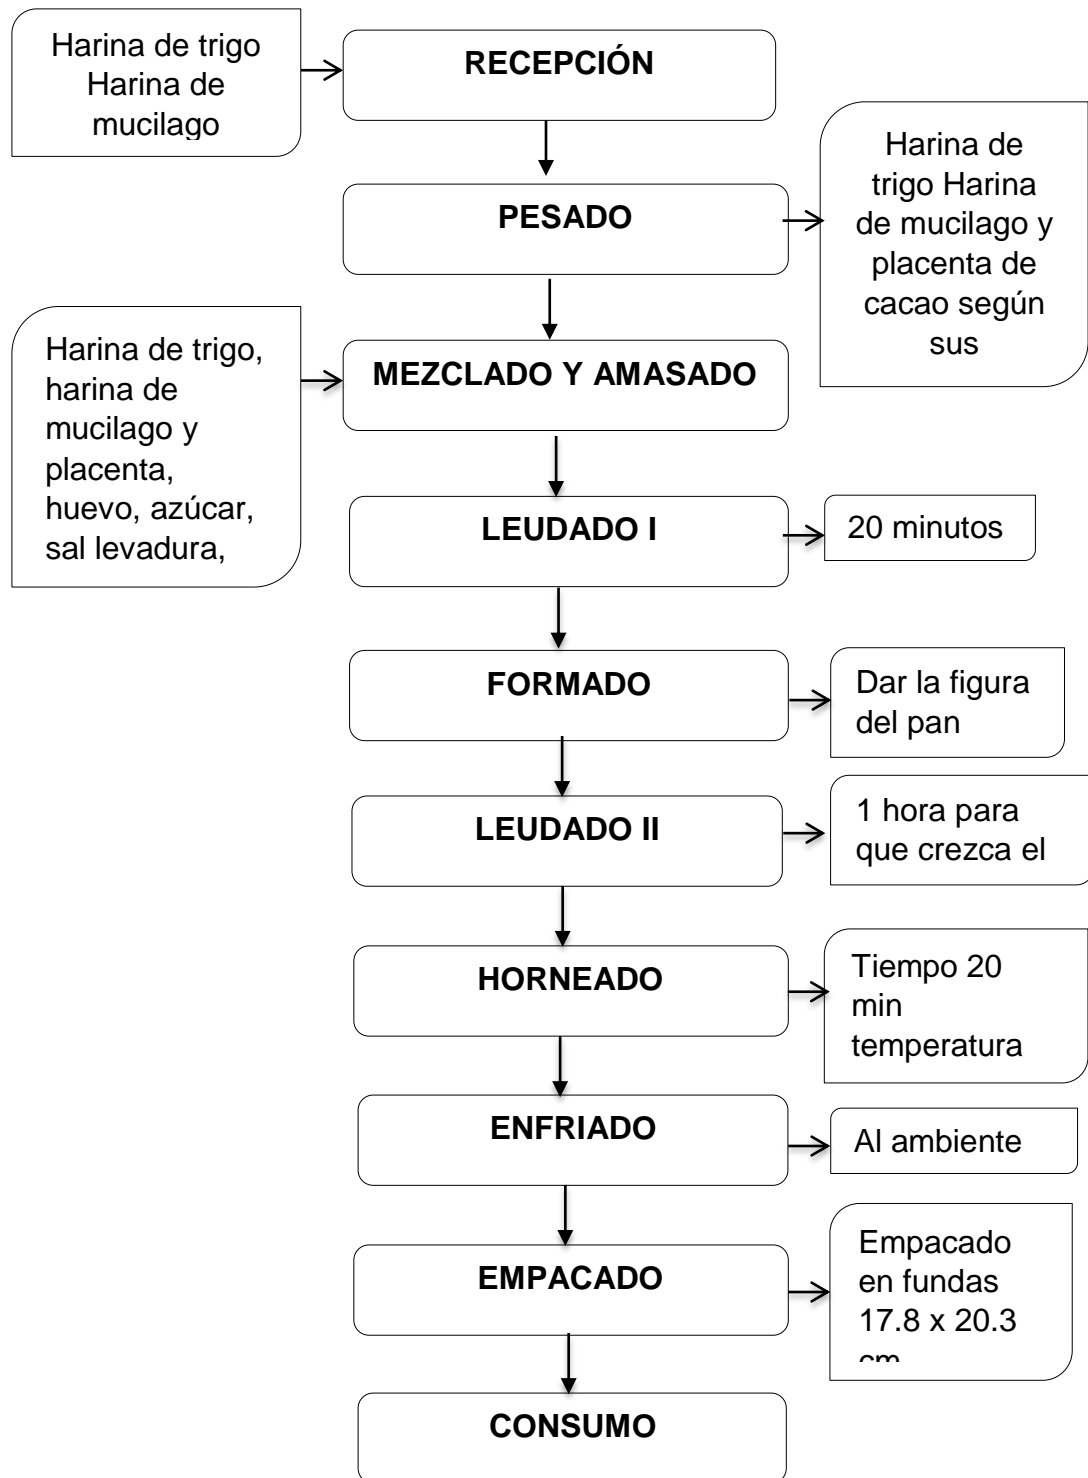 Harina de trigo
Harina de
mucilago
RECEPCIÓN
PESADO
Harina de
trigo Harina
de mucilago y
placenta de
cacao según
sus
Harina de trigo,
harina de
mucilago y
placenta,
huevo, azúcar,
sal levadura,
MEZCLADO Y AMASADO
LEUDADO I
20 minutos
FORMADO
Dar la figura
del pan
LEUDADO II
1 hora para
que crezca el
HORNEADO
Tiempo 20
min
temperatura
ENFRIADO
Al ambiente
EMPACADO
Empacado
en fundas
17.8 x 20.3
cm
CONSUMO